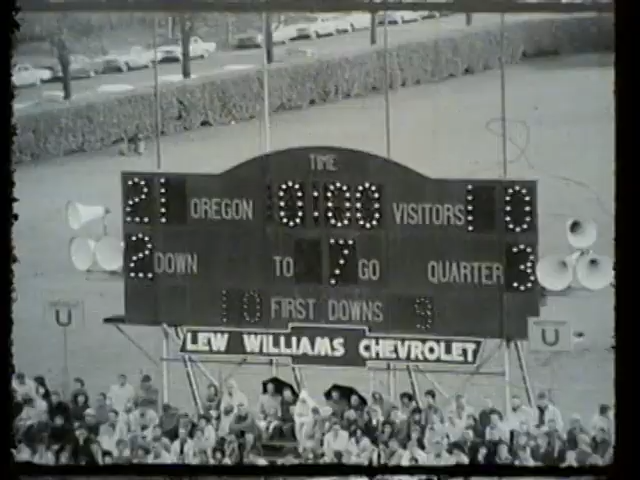 TIME
21 OREGON 0:00 VISITORS 10
2 DOWN TO 7 GO QUARTER 3
10 FIRST DOWNS 9
U
U
LEW WILLIAMS CHEVROLET